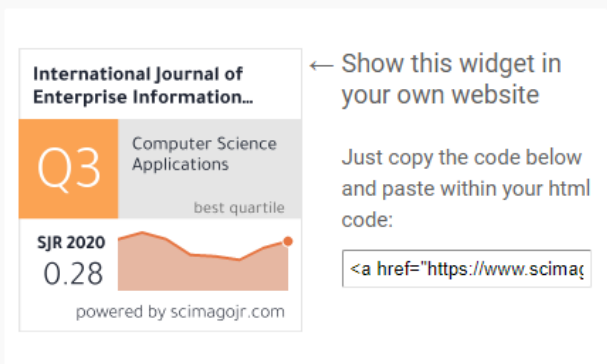 International Journal of
Enterprise Information...
Q3
Computer Science
Applications
best quartile
SJR 2020
0.28
powered by scimagojr.com
← Show this widget in
your own website
Just copy the code below
and paste within your html
code:
<a href="https://www.scimag